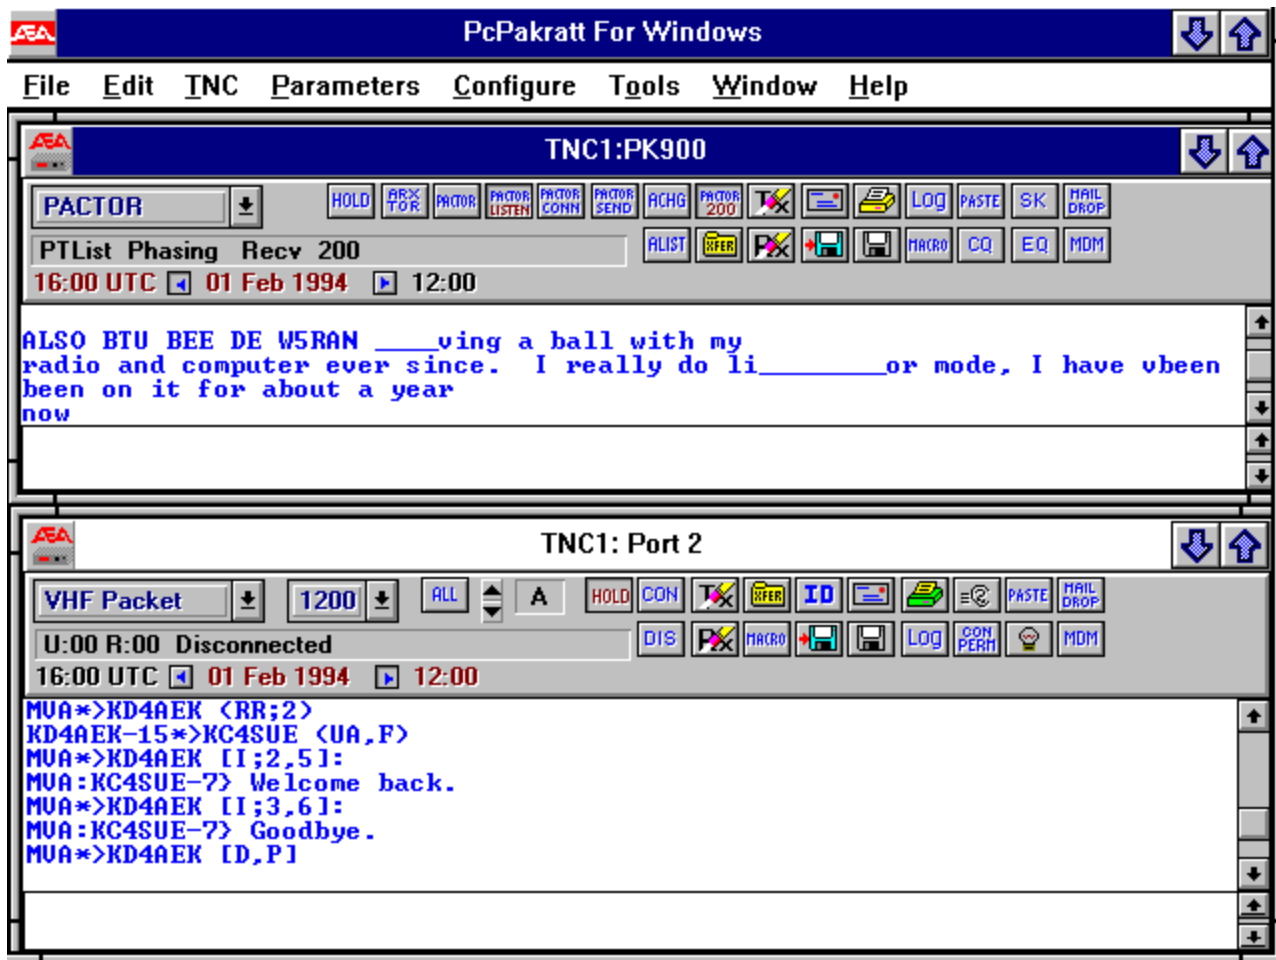 AEA PcPakratt For Windows
File Edit TNC Parameters Configure Tools Window Help
AEA TNC1:PK900
PACTOR HOLD ARX TOR PACTOR PACTOR LISTEN PACTOR CONN PACTOR SEND ACHG PACTOR 200 TX LOG PASTE SK MAIL DROP
PTList Phasing Recv 200 ALIST XFER RX MACRO CQ EQ MDM
16:00 UTC 01 Feb 1994 12:00
ALSO BTU BEE DE W5RAN ____ving a ball with my
radio and computer ever since. I really do li________or mode, I have vbeen
been on it for about a year
now
AEA TNC1: Port 2
VHF Packet 1200 ALL A HOLD CON TX XFER ID PASTE MAIL DROP
U:00 R:00 Disconnected DIS RX MACRO LOG CON PERM MDM
16:00 UTC 01 Feb 1994 12:00
MVA*>KD4AEK <RR;2>
KD4AEK-15*>KC4SUE <UA,F>
MVA*>KD4AEK [I;2,5]:
MVA:KC4SUE-7} Welcome back.
MVA*>KD4AEK [I;3,6]:
MVA:KC4SUE-7} Goodbye.
MVA*>KD4AEK [D,P]